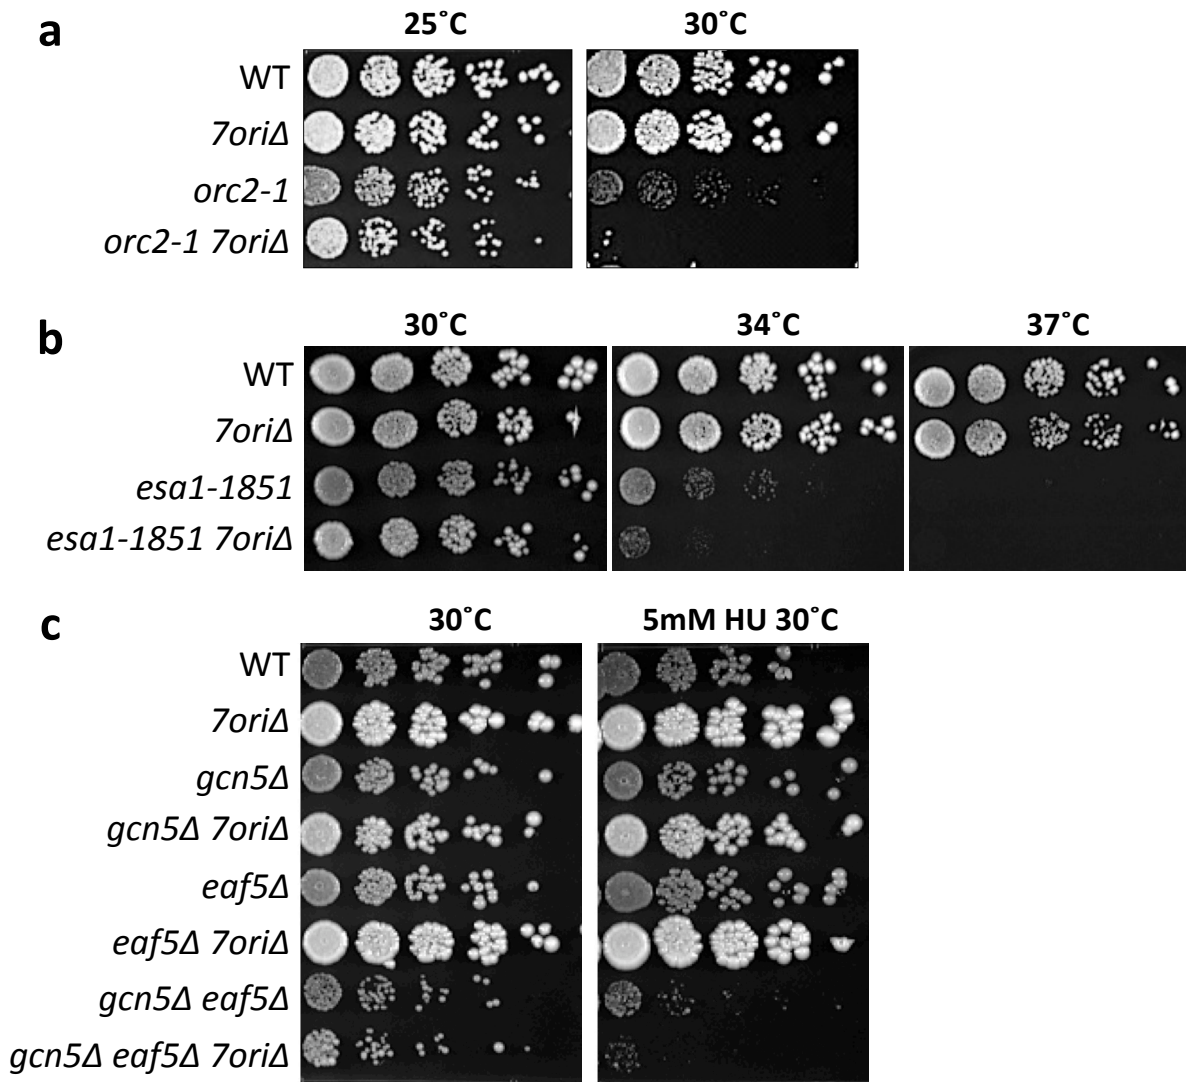 a
25˚C 30˚C
WT
7oriΔ
orc2-1
orc2-1 7oriΔ
b
30˚C 34˚C 37˚C
WT
7oriΔ
esa1-1851
esa1-1851 7oriΔ
c
30˚C 5mM HU 30˚C
WT
7oriΔ
gcn5Δ
gcn5Δ 7oriΔ
eaf5Δ
eaf5Δ 7oriΔ
gcn5Δ eaf5Δ
gcn5Δ eaf5Δ 7oriΔ